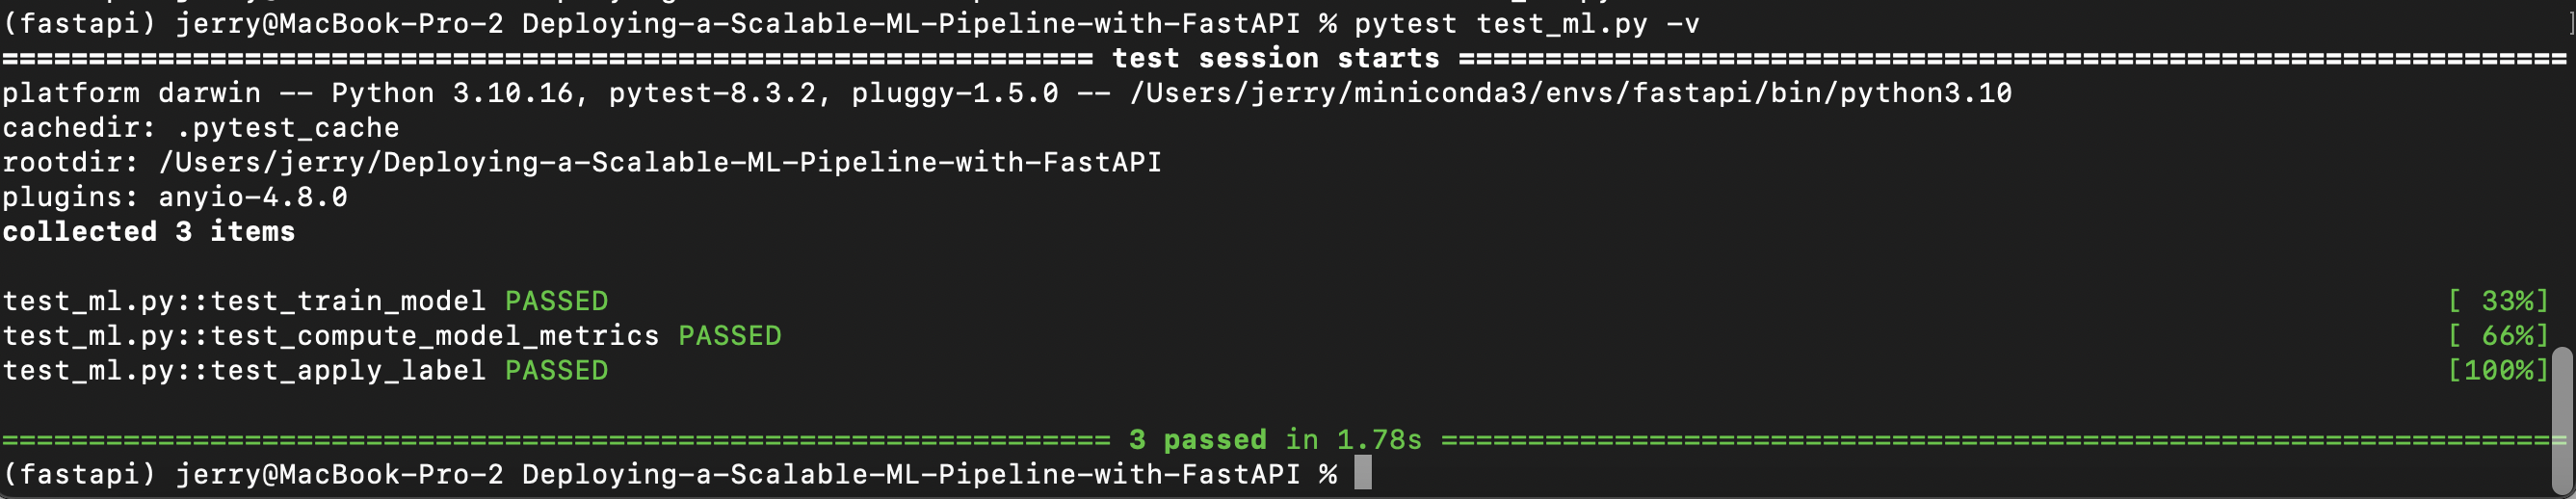 (fastapi) jerry@MacBook-Pro-2 Deploying-a-Scalable-ML-Pipeline-with-FastAPI % pytest test_ml.py -v
=============================================================== test session starts ================================================================
platform darwin -- Python 3.10.16, pytest-8.3.2, pluggy-1.5.0 -- /Users/jerry/miniconda3/envs/fastapi/bin/python3.10
cachedir: .pytest_cache
rootdir: /Users/jerry/Deploying-a-Scalable-ML-Pipeline-with-FastAPI
plugins: anyio-4.8.0
collected 3 items
test_ml.py::test_train_model PASSED [ 33%]
test_ml.py::test_compute_model_metrics PASSED [ 66%]
test_ml.py::test_apply_label PASSED [100%]
================================================================ 3 passed in 1.78s =================================================================
(fastapi) jerry@MacBook-Pro-2 Deploying-a-Scalable-ML-Pipeline-with-FastAPI %